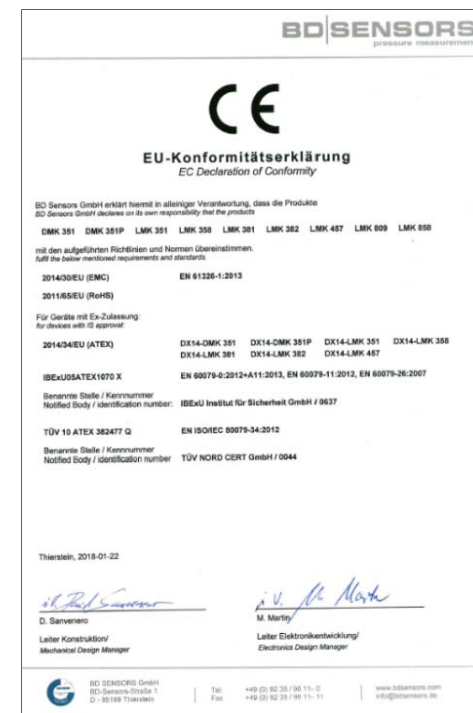 BD|SENSORS
pressure measurement
CE
EU-Konformitätserklärung
EC Declaration of Conformity
BD Sensors GmbH erklärt hiermit in alleiniger Verantwortung, dass die Produkte
BD Sensors GmbH declares on its own responsibility that the products
DMK 351 DMK 351P LMK 351 LMK 358 LMK 381 LMK 382 LMK 457 LMK 809 LMK 858
mit den aufgeführten Richtlinien und Normen übereinstimmen.
fulfil the below mentioned requirements and standards.
2014/30/EU (EMC) EN 61326-1:2013
2011/65/EU (RoHS)
Für Geräte mit Ex-Zulassung:
for devices with IS approval:
2014/34/EU (ATEX) DX14-DMK 351 DX14-DMK 351P DX14-LMK 351 DX14-LMK 358
DX14-LMK 381 DX14-LMK 382 DX14-LMK 457
IBExU05ATEX1070 X EN 60079-0:2012+A11:2013, EN 60079-11:2012, EN 60079-26:2007
Benannte Stelle / Kennnummer
Notified Body / identification number: IBExU Institut für Sicherheit GmbH / 0637
TÜV 10 ATEX 382477 Q EN ISO/IEC 80079-34:2012
Benannte Stelle / Kennnummer
Notified Body / identification number TÜV NORD CERT GmbH / 0044
Thierstein, 2018-01-22
i.V.
D. Sanvenero M. Martin
Leiter Konstruktion/ Leiter Elektronikentwicklung/
Mechanical Design Manager Electronics Design Manager
BD SENSORS GmbH
BD-Sensors-Straße 1 Tel. +49 (0) 92 35 / 98 11- 0 www.bdsensors.com
D - 95199 Thierstein Fax +49 (0) 92 35 / 98 11- 11 info@bdsensors.de